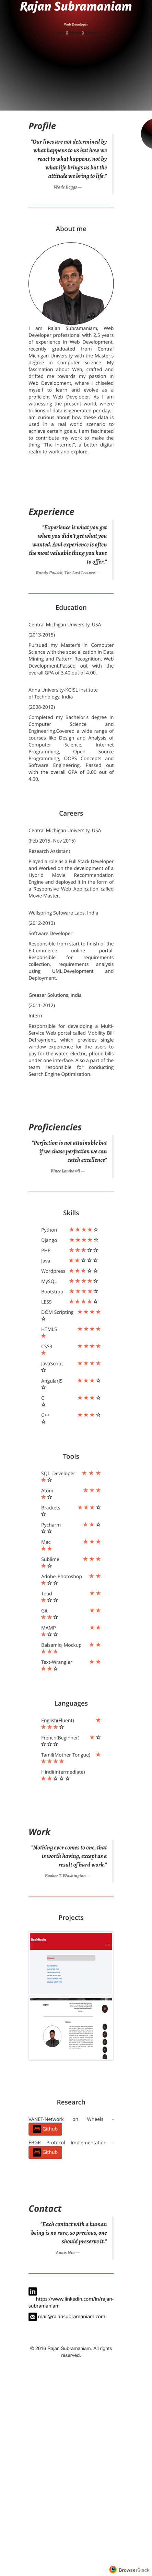 Rajan Subramaniam
Web Developer
Profile
"Our lives are not determined by
what happens to us but how we
react to what happens, not by
what life brings us but the
attitude we bring to life."
Wade Boggs —
About me
I am Rajan Subramaniam, Web
Developer professional with 2.5 years
of experience in Web Development,
recently graduated from Central
Michigan University with the Master's
degree in Computer Science. My
fascination about Web, crafted and
drifted me towards my passion in
Web Development, where I chiseled
myself to learn and evolve as a
proficient Web Developer. As I am
witnessing the present world, where
trillions of data is generated per day, I
am curious about how these data is
used in a real world scenario to
achieve certain goals. I am fascinated
to contribute my work to make the
thing "The Internet", a better digital
realm to work and explore.
Experience
"Experience is what you get
when you didn't get what you
wanted. And experience is often
the most valuable thing you have
to offer."
Randy Pausch, The Last Lecture —
Education
Central Michigan University, USA
(2013-2015)
Pursued my Master's in Computer
Science with the specialization in Data
Mining and Pattern Recognition, Web
Development.Passed out with the
overall GPA of 3.40 out of 4.00.
Anna University-KGISL Institute
of Technology, India
(2008-2012)
Completed my Bachelor's degree in
Computer Science and
Engineering.Covered a wide range of
courses like Design and Analysis of
Computer Science, Internet
Programming, Open Source
Programming, OOPS Concepts and
Software Engineering, Passed out
with the overall GPA of 3.00 out of
4.00.
Careers
Central Michigan University, USA
(Feb 2015- Nov 2015)
Research Assistant
Played a role as a Full Stack Developer
and Worked on the development of a
Hybrid Movie Recommendation
Engine and deployed it in the form of
a Responsive Web Application called
Movie Master.
Wellspring Software Labs, India
(2012-2013)
Software Developer
Responsible from start to finish of the
E-Commerce online portal.
Responsible for requirements
collection, requirements analysis
using UML,Development and
Deployment.
Greaser Solutions, India
(2011-2012)
Intern
Responsible for developing a Multi-
Service Web portal called Mobility Bill
Defrayment, which provides single
window experience for the users to
pay for the water, electric, phone bills
under one interface. Also a part of the
team responsible for conducting
Search Engine Optimization.
Proficiencies
"Perfection is not attainable but
if we chase perfection we can
catch excellence"
Vince Lombardi —
Skills
Python
Django
PHP
Java
Wordpress
MySQL
Bootstrap
LESS
DOM Scripting
HTML5
CSS3
JavaScript
AngularJS
C
C++
Tools
SQL Developer
Atom
Brackets
Pycharm
Mac
Sublime
Adobe Photoshop
Toad
Git
MAMP
Balsamiq Mockup
Text-Wrangler
Languages
English(Fluent)
French(Beginner)
Tamil(Mother Tongue)
Hindi(Intermediate)
Work
"Nothing ever comes to one, that
is worth having, except as a
result of hard work."
Booker T. Washington —
Projects
Research
VANET-Network on Wheels -
Github
EBGP Protocol Implementation -
Github
Contact
"Each contact with a human
being is so rare, so precious, one
should preserve it."
Anais Nin —
https://www.linkedin.com/in/rajan-
subramaniam
mail@rajansubramaniam.com
© 2016 Rajan Subramaniam. All rights
reserved.
BrowserStack